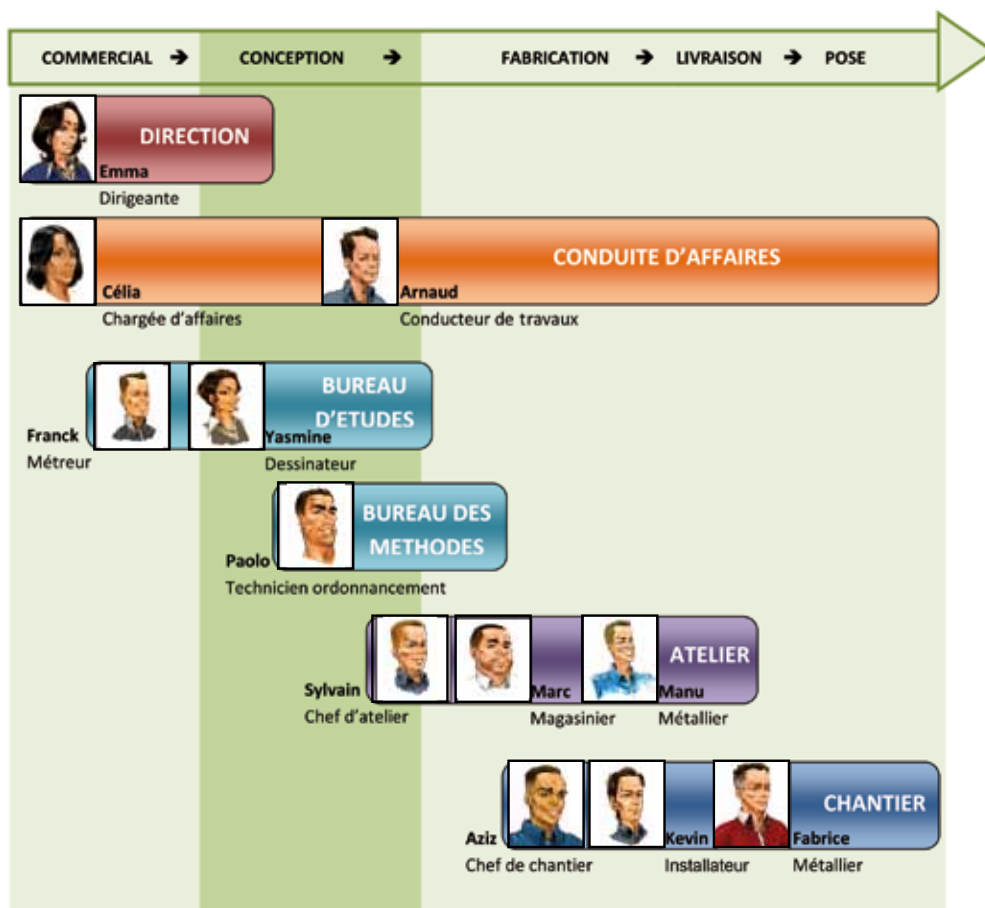 COMMERCIAL ➔ CONCEPTION ➔ FABRICATION ➔ LIVRAISON ➔ POSE
DIRECTION
Emma
Dirigeante
CONDUITE D'AFFAIRES
Célia Arnaud
Chargée d'affaires Conducteur de travaux
BUREAU
D'ETUDES
Franck Yasmine
Métreur Dessinateur
BUREAU DES
METHODES
Paolo
Technicien ordonnancement
ATELIER
Sylvain Marc Manu
Chef d'atelier Magasinier Métallier
CHANTIER
Aziz Kevin Fabrice
Chef de chantier Installateur Métallier